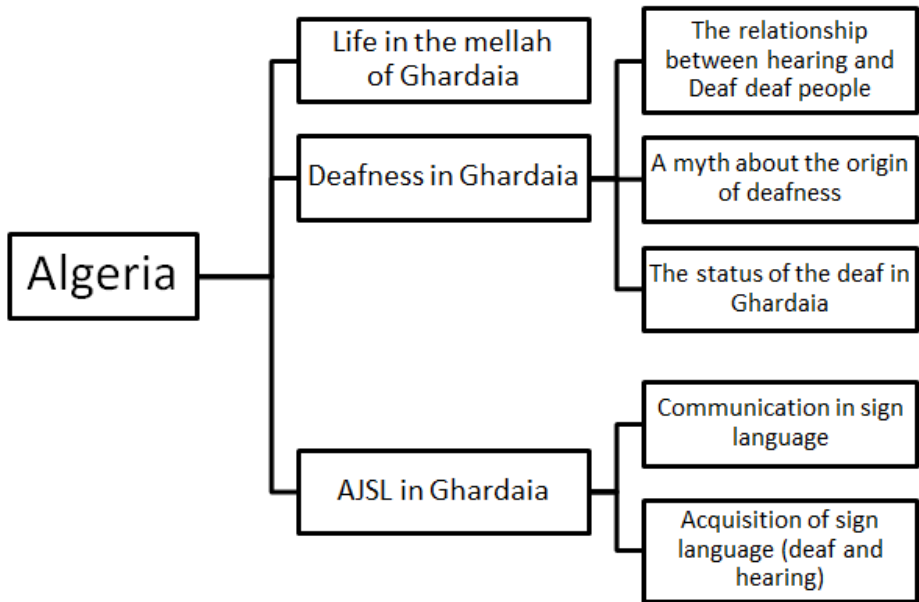 Algeria
Life in the mellah
of Ghardaia
Deafness in Ghardaia
AJSL in Ghardaia
The relationship
between hearing and
Deaf deaf people
A myth about the origin
of deafness
The status of the deaf in
Ghardaia
Communication in sign
language
Acquisition of sign
language (deaf and
hearing)